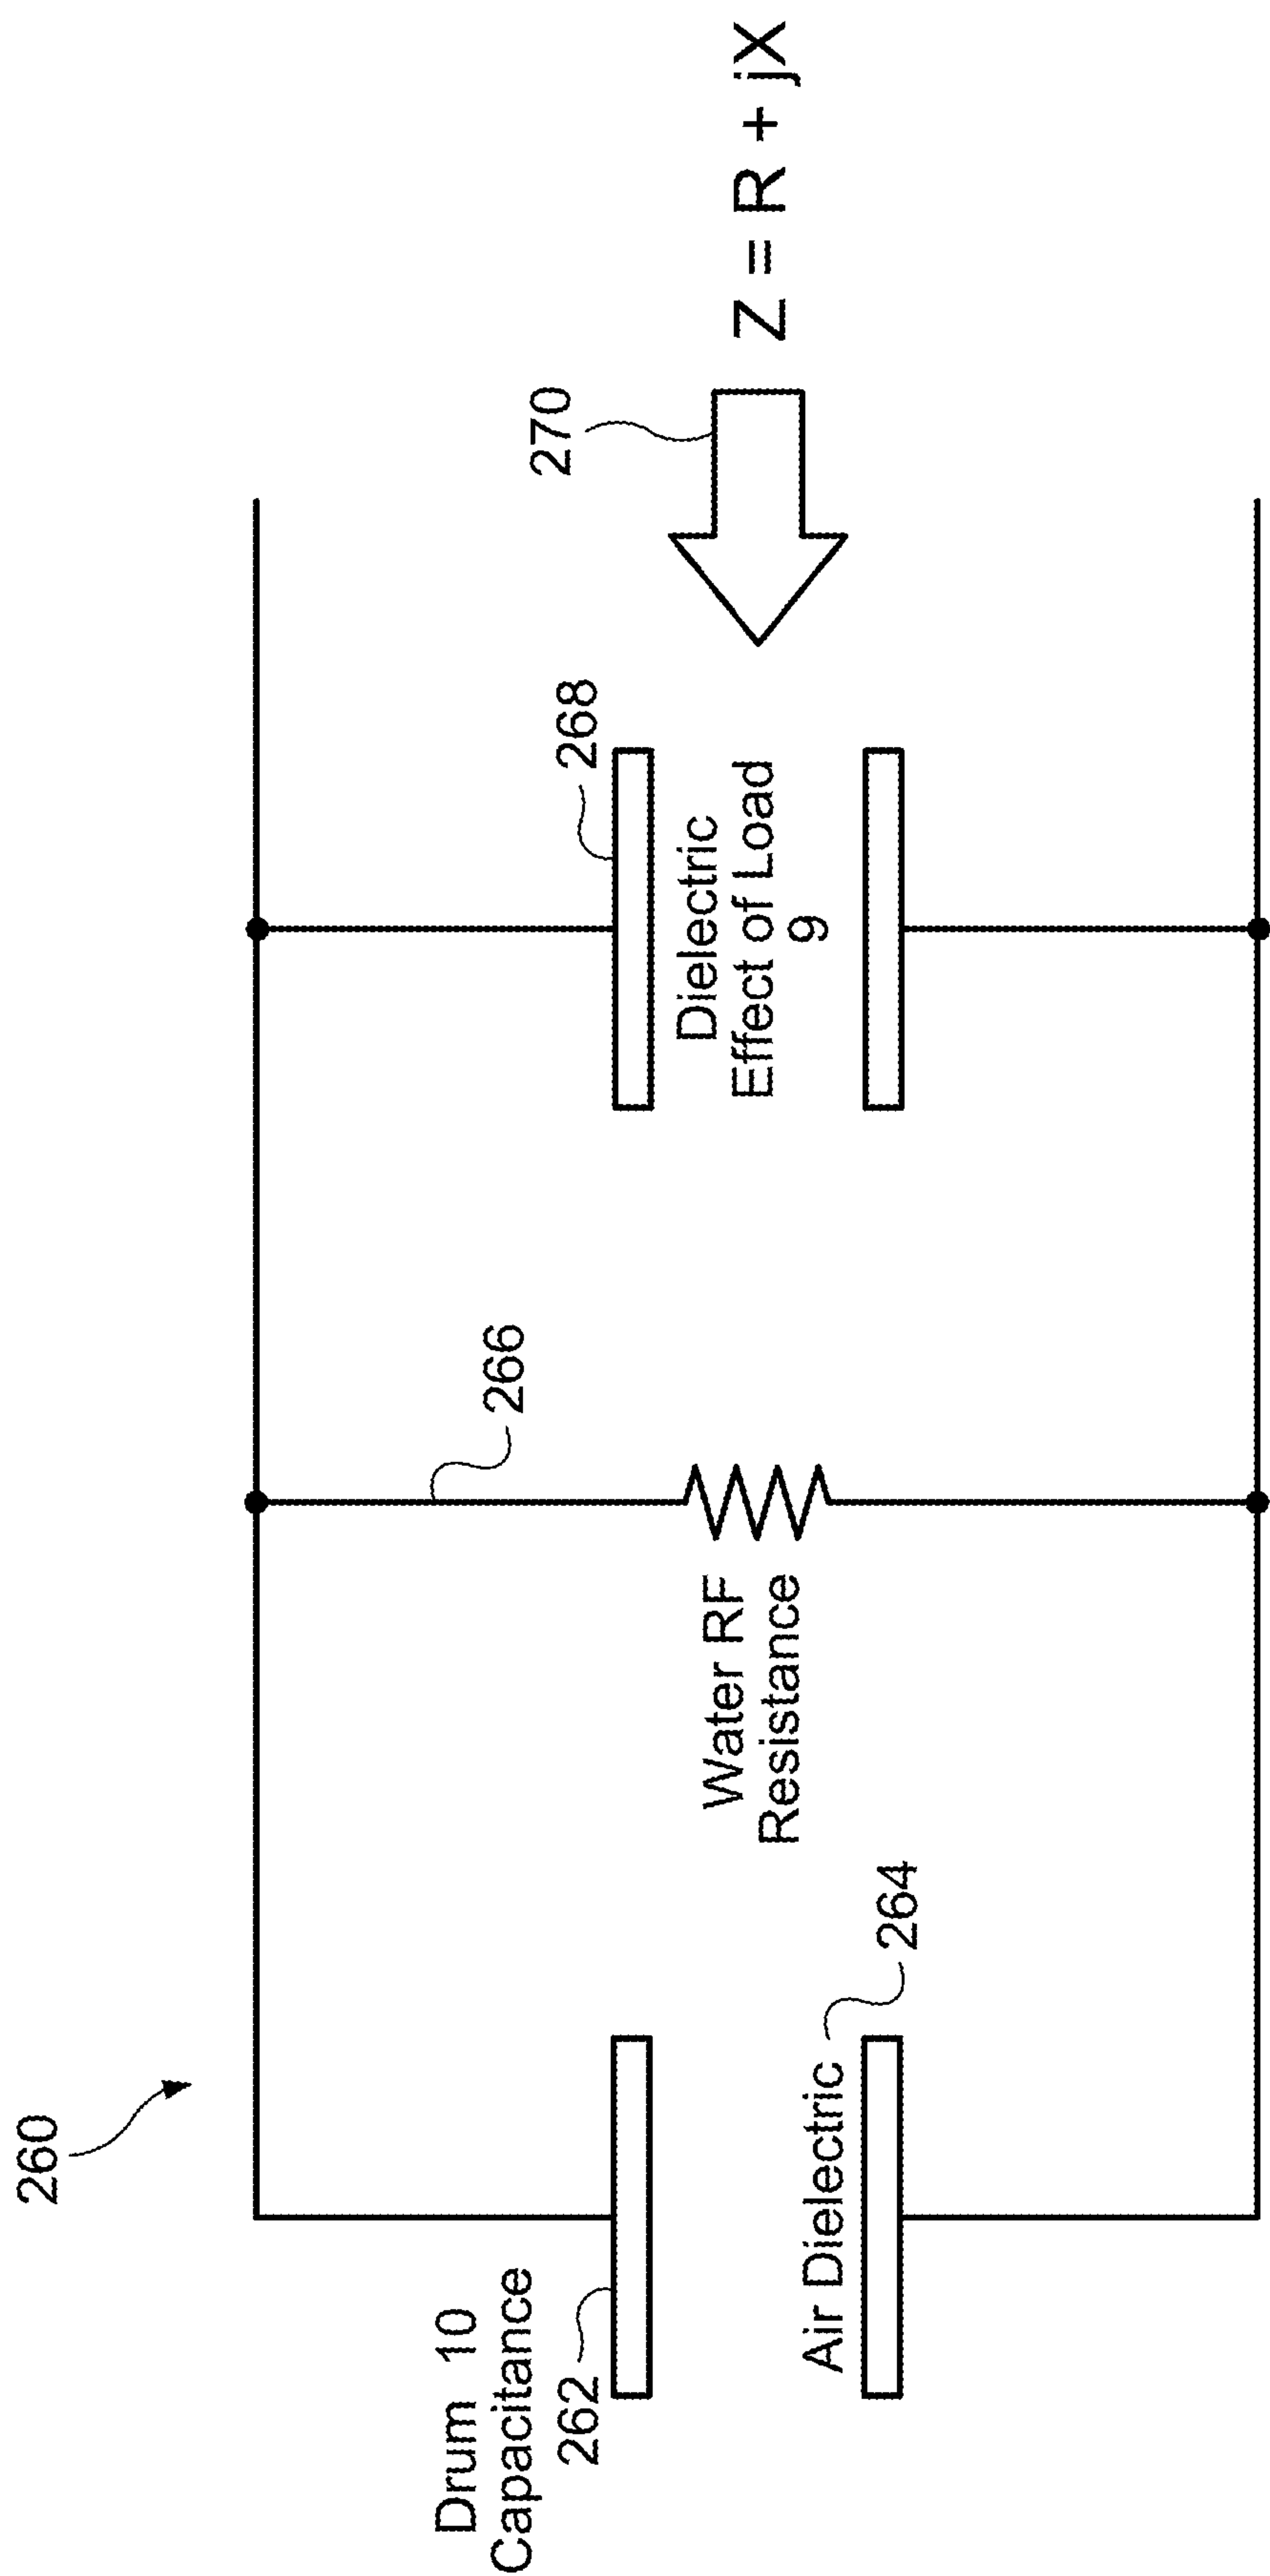 260
Drum 10
Capacitance
262
Air Dielectric
264
Water RF
Resistance
266
Dielectric
Effect of Load
9
268
270
Z = R + jX